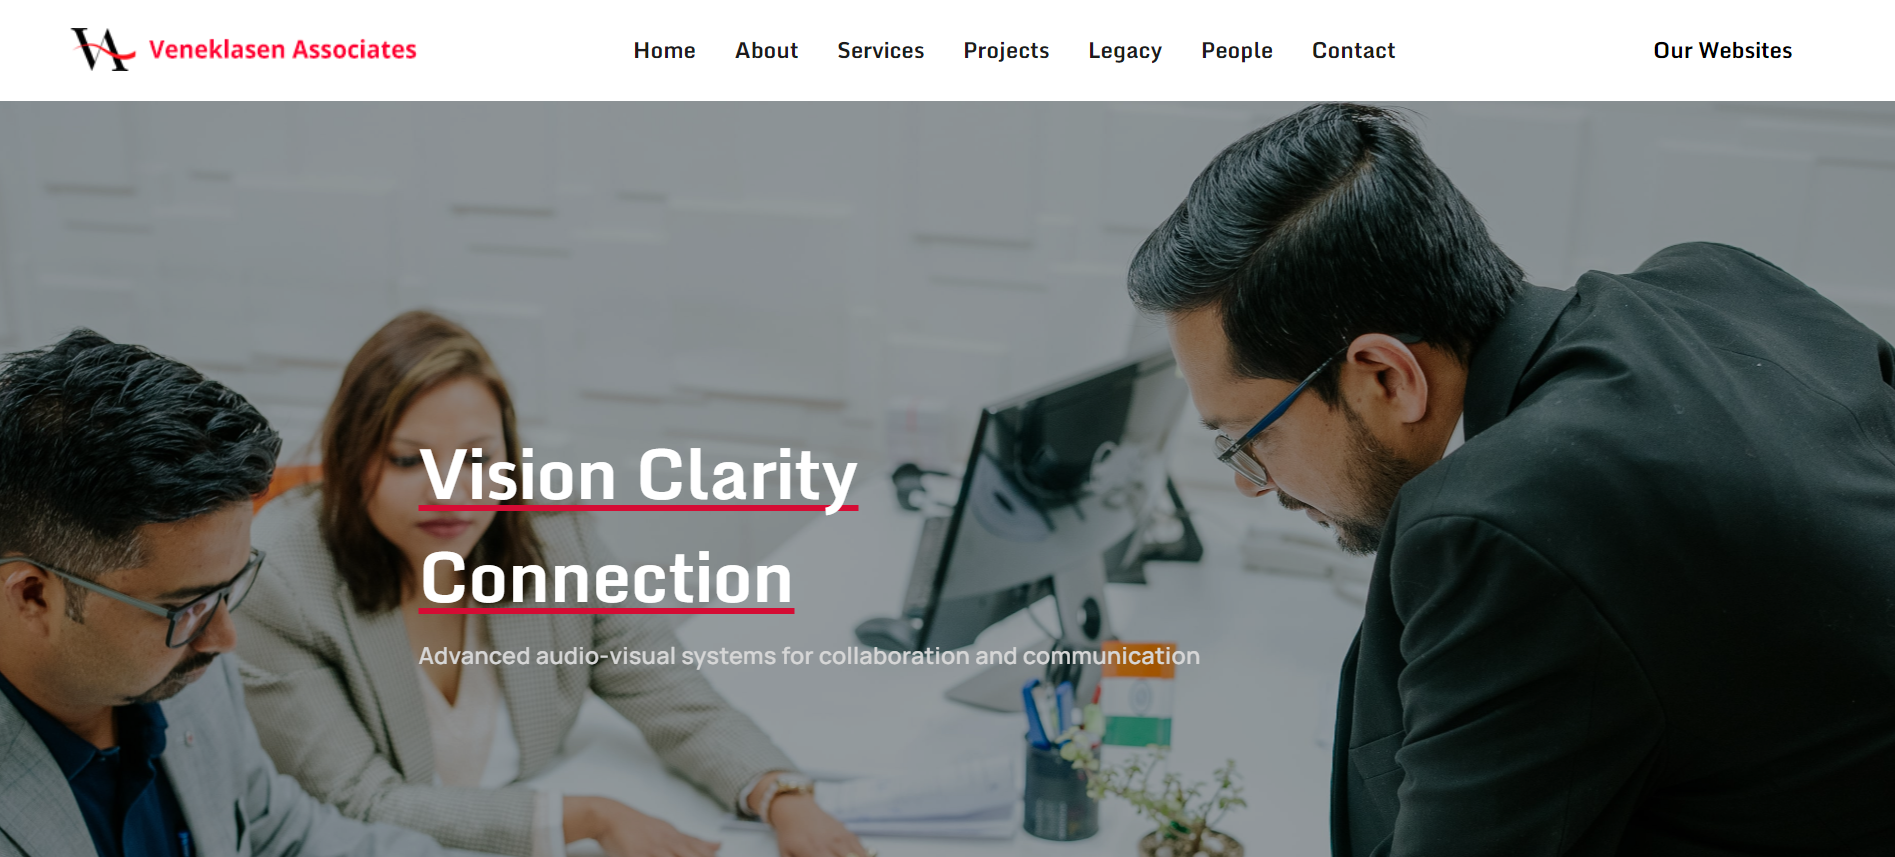 VA Veneklasen Associates
Home About Services Projects Legacy People Contact
Our Websites
Vision Clarity
Connection
Advanced audio-visual systems for collaboration and communication